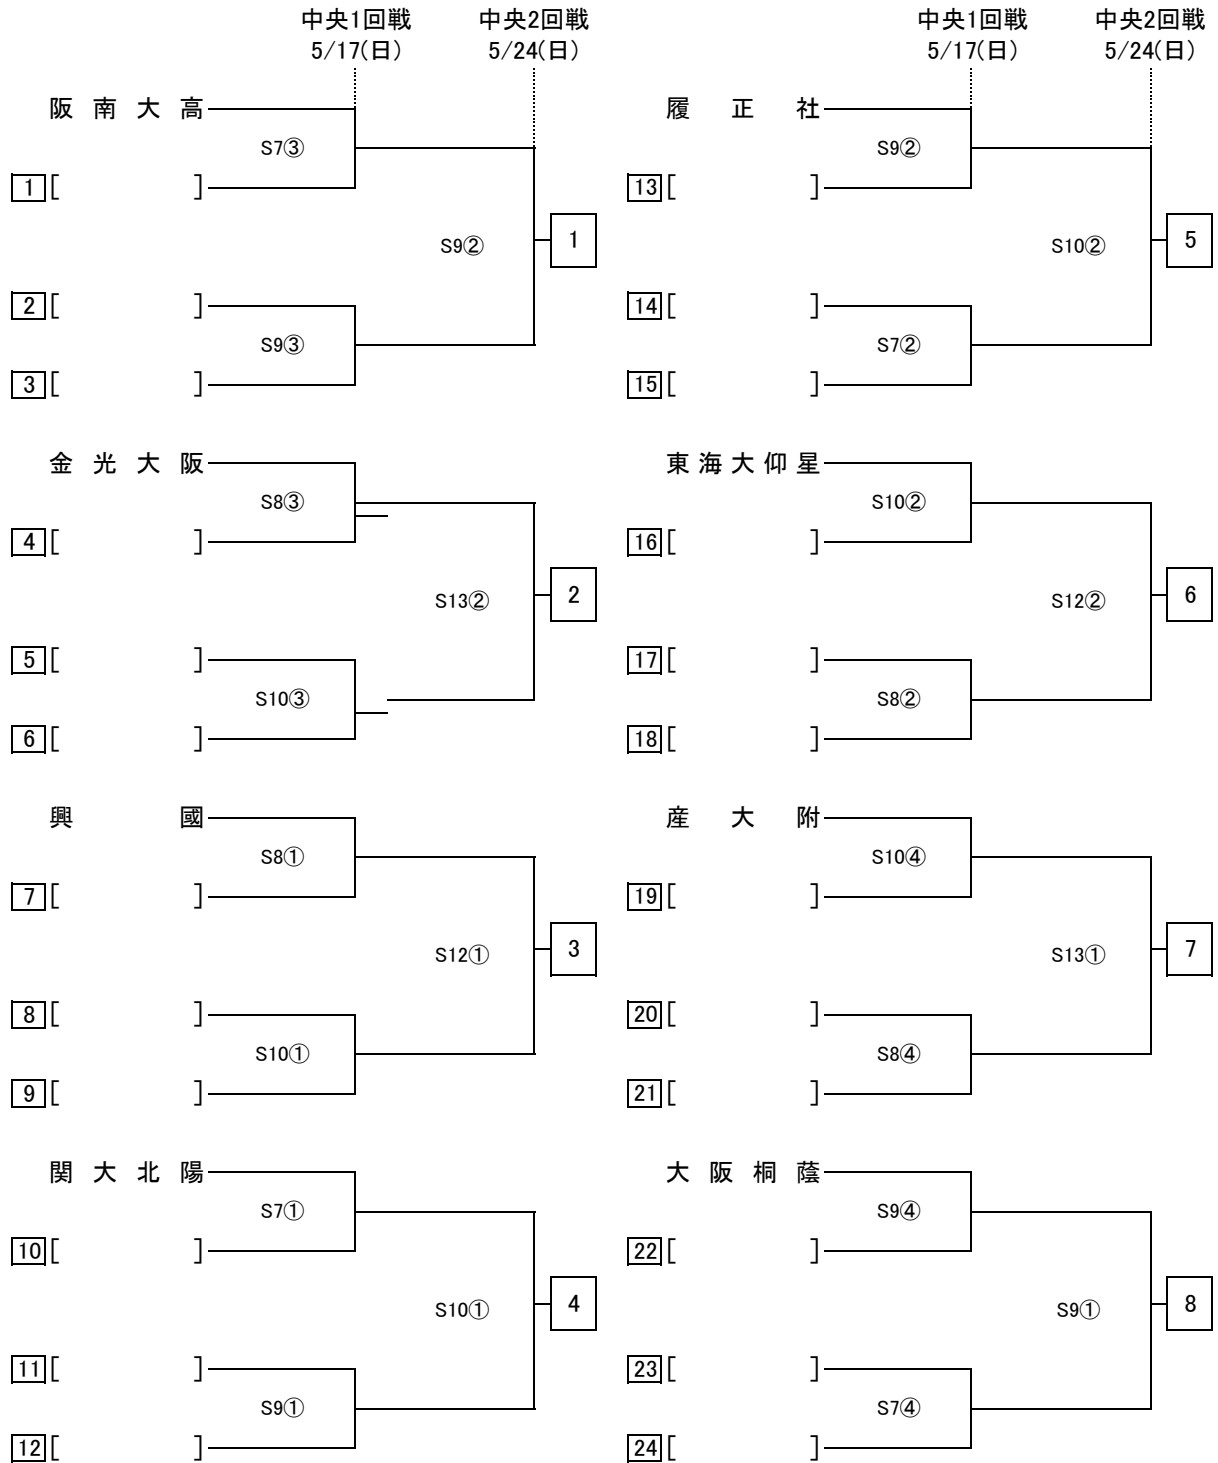 中央1回戦 中央2回戦
5/17(日) 5/24(日)
阪南大高
S7③
1 [ ]
S9② 1
2 [ ]
S9③
3 [ ]
金光大阪
S8③
4 [ ]
S13② 2
5 [ ]
S10③
6 [ ]
興國
S8①
7 [ ]
S12① 3
8 [ ]
S10①
9 [ ]
関大北陽
S7①
10 [ ]
S10① 4
11 [ ]
S9①
12 [ ]
中央1回戦 中央2回戦
5/17(日) 5/24(日)
履正社
S9②
13 [ ]
S10② 5
14 [ ]
S7②
15 [ ]
東海大仰星
S10②
16 [ ]
S12② 6
17 [ ]
S8②
18 [ ]
産大附
S10④
19 [ ]
S13① 7
20 [ ]
S8④
21 [ ]
大阪桐蔭
S9④
22 [ ]
S9① 8
23 [ ]
S7④
24 [ ]